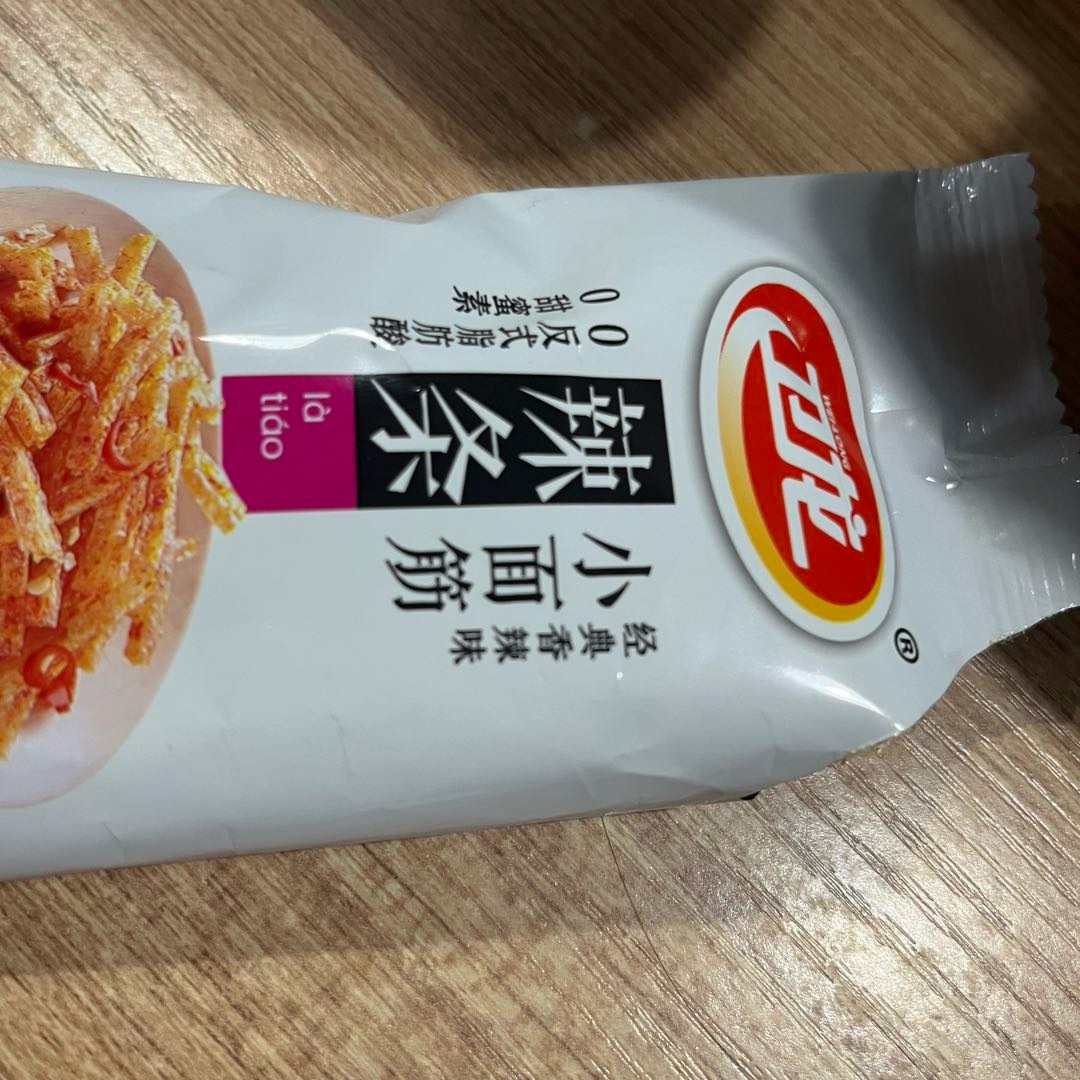 卫龙®
WEILONG
0甜蜜素
0反式脂肪酸
辣条
là
tiáo
小面筋
经典香辣味